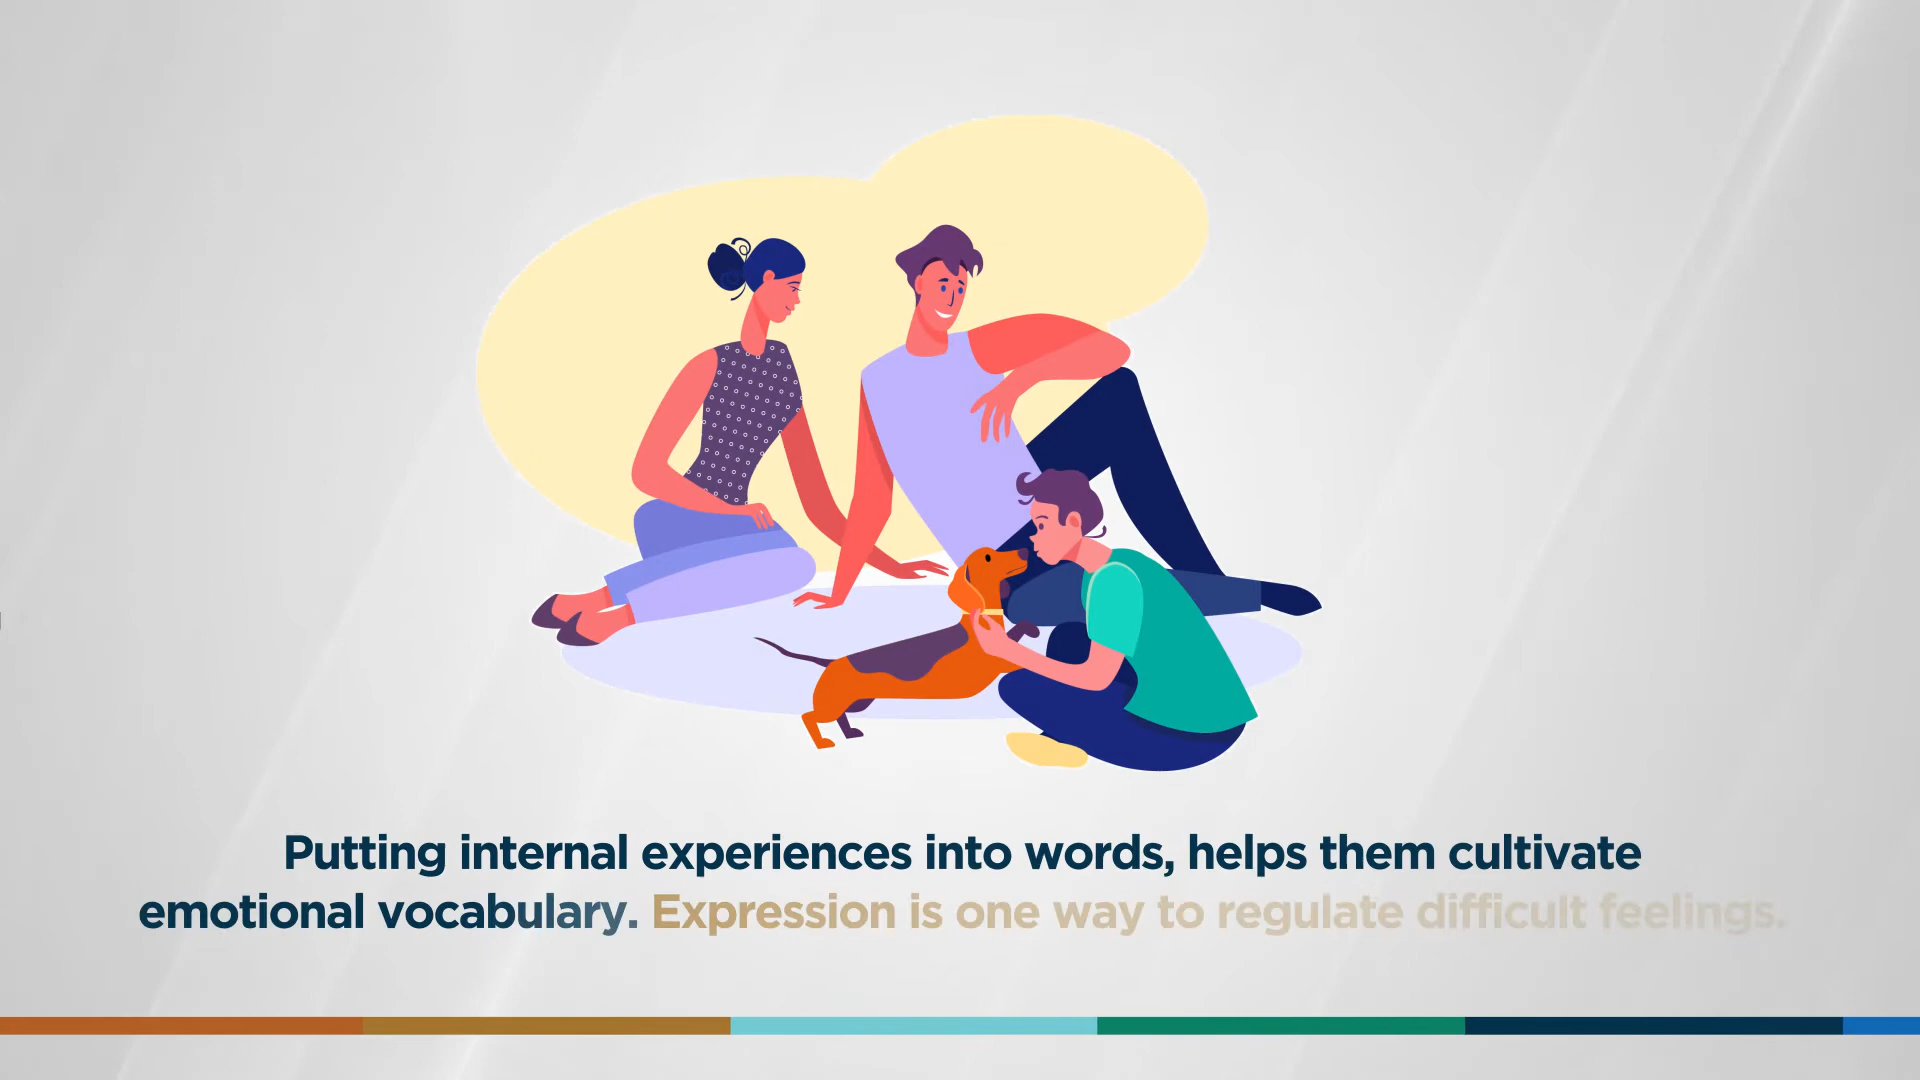 Putting internal experiences into words, helps them cultivate
emotional vocabulary. Expression is one way to regulate difficult feelings.